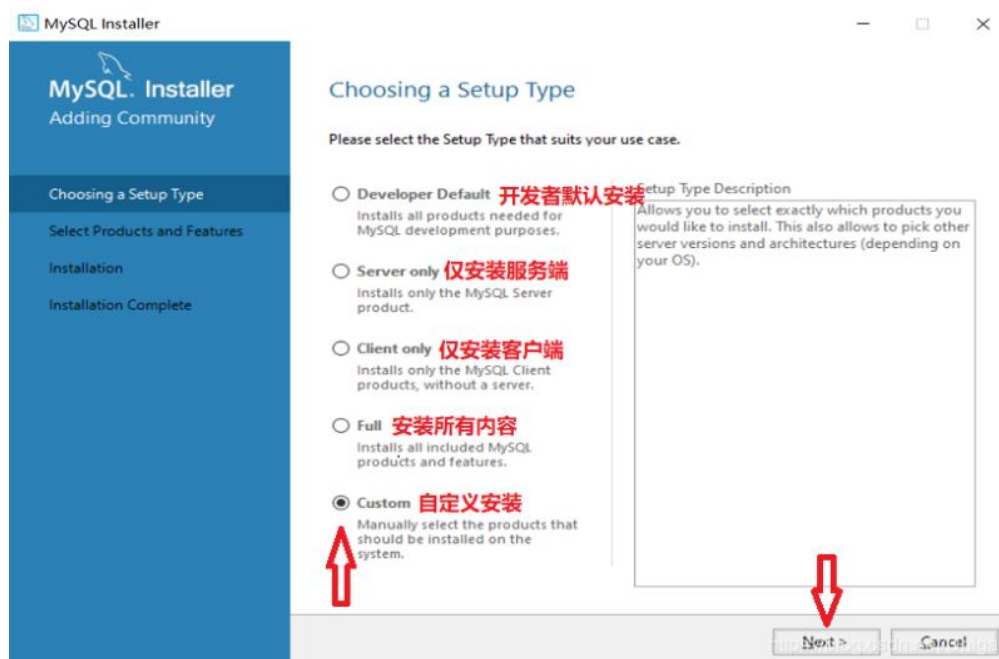 MySQL Installer
MySQL. Installer
Adding Community
Choosing a Setup Type
Select Products and Features
Installation
Installation Complete
Choosing a Setup Type
Please select the Setup Type that suits your use case.
Developer Default 开发者默认安装
Installs all products needed for
MySQL development purposes.
Server only 仅安装服务端
Installs only the MySQL Server
product.
Client only 仅安装客户端
Installs only the MySQL Client
products, without a server.
Full 安装所有内容
Installs all included MySQL
products and features.
Custom 自定义安装
Manually select the products that
should be installed on the
system.
Setup Type Description
Allows you to select exactly which products you
would like to install. This also allows to pick other
server versions and architectures (depending on
your OS).
Next >
Cancel